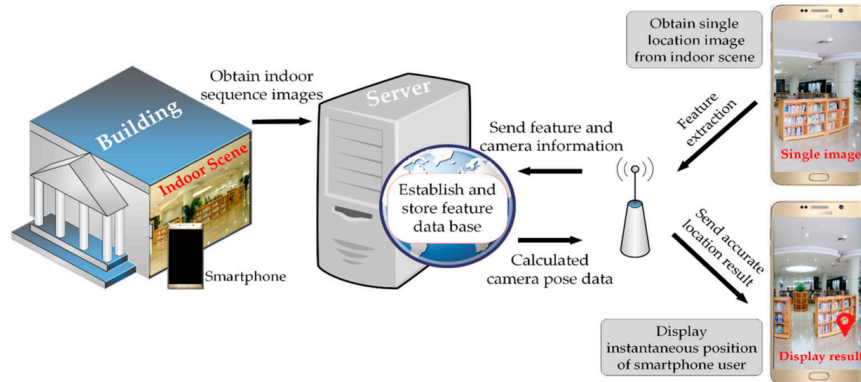 Building
Indoor Scene
Smartphone
Obtain indoor
sequence images
Server
Establish and
store feature
data base
Send feature and
camera information
Calculated
camera pose data
Obtain single
location image
from indoor scene
Feature
extraction
Single image
Send accurate
location result
Display
instantaneous position
of smartphone user
Display result